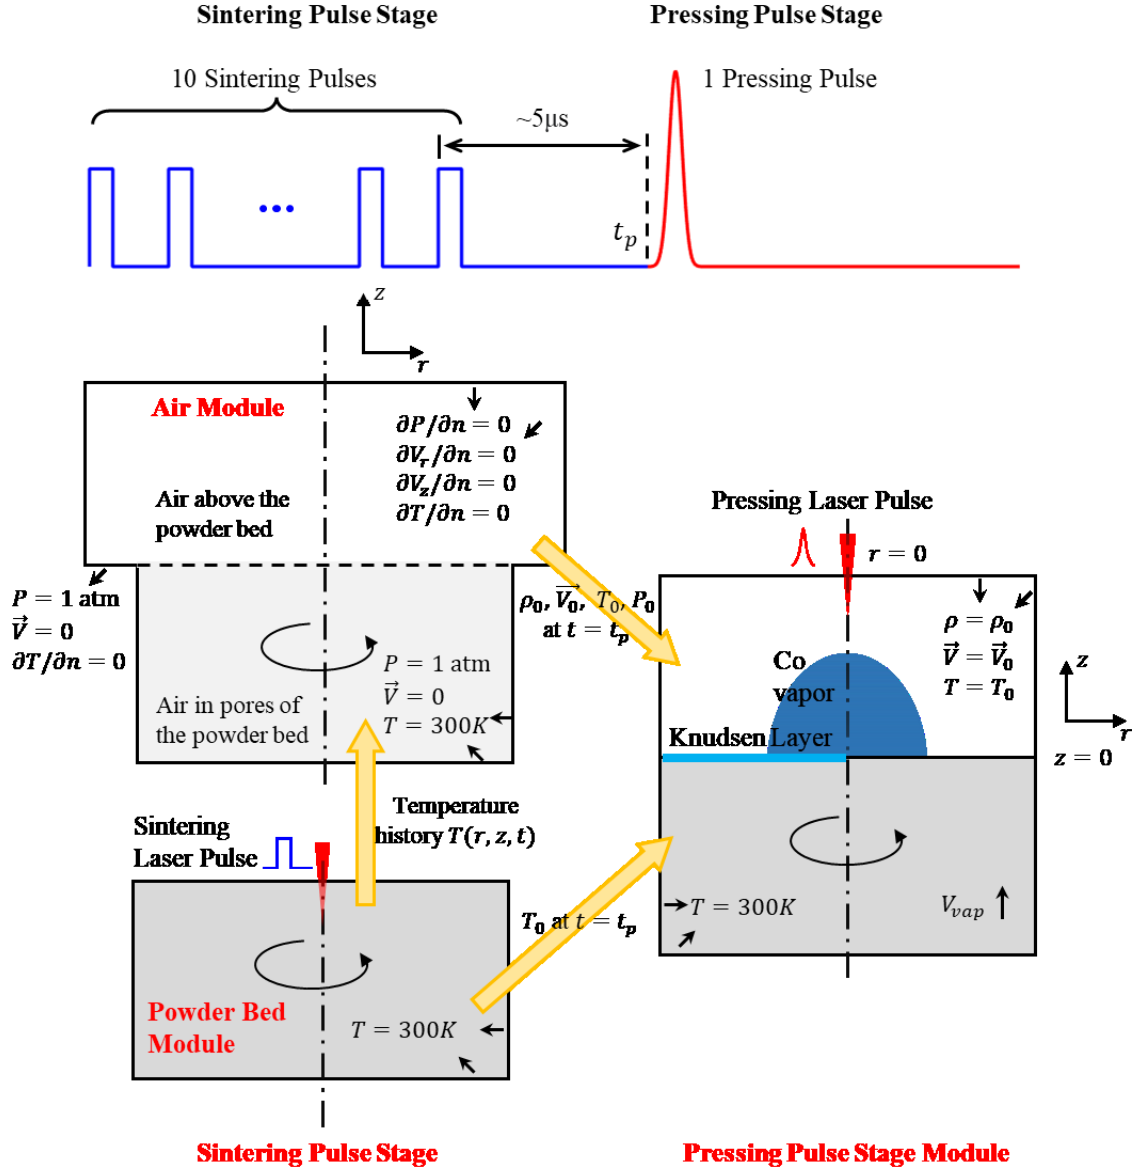 Sintering Pulse Stage
Pressing Pulse Stage
10 Sintering Pulses
1 Pressing Pulse
~5μs
...
t_p
z
r
Air Module
∂P/∂n = 0
∂V_r/∂n = 0
∂V_z/∂n = 0
∂T/∂n = 0
Air above the
powder bed
P = 1 atm
V⃗ = 0
∂T/∂n = 0
P = 1 atm
V⃗ = 0
T = 300K
Air in pores of
the powder bed
ρ_0, V_0⃗, T_0, P_0
at t = t_p
Pressing Laser Pulse
r = 0
ρ = ρ_0
V⃗ = V⃗_0
T = T_0
Co
vapor
Knudsen Layer
z
r
z = 0
T = 300K
V_vap
Temperature
history T(r, z, t)
Sintering
Laser Pulse
T_0 at t = t_p
Powder Bed
Module
T = 300K
Sintering Pulse Stage
Pressing Pulse Stage Module